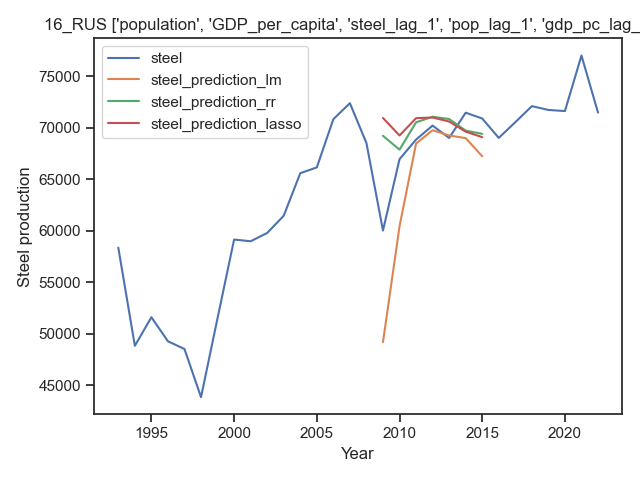 16_RUS ['population', 'GDP_per_capita', 'steel_lag_1', 'pop_lag_1', 'gdp_pc_lag_
steel
steel_prediction_lm
steel_prediction_rr
steel_prediction_lasso
75000
70000
65000
60000
55000
50000
45000
Steel production
1995
2000
2005
2010
2015
2020
Year